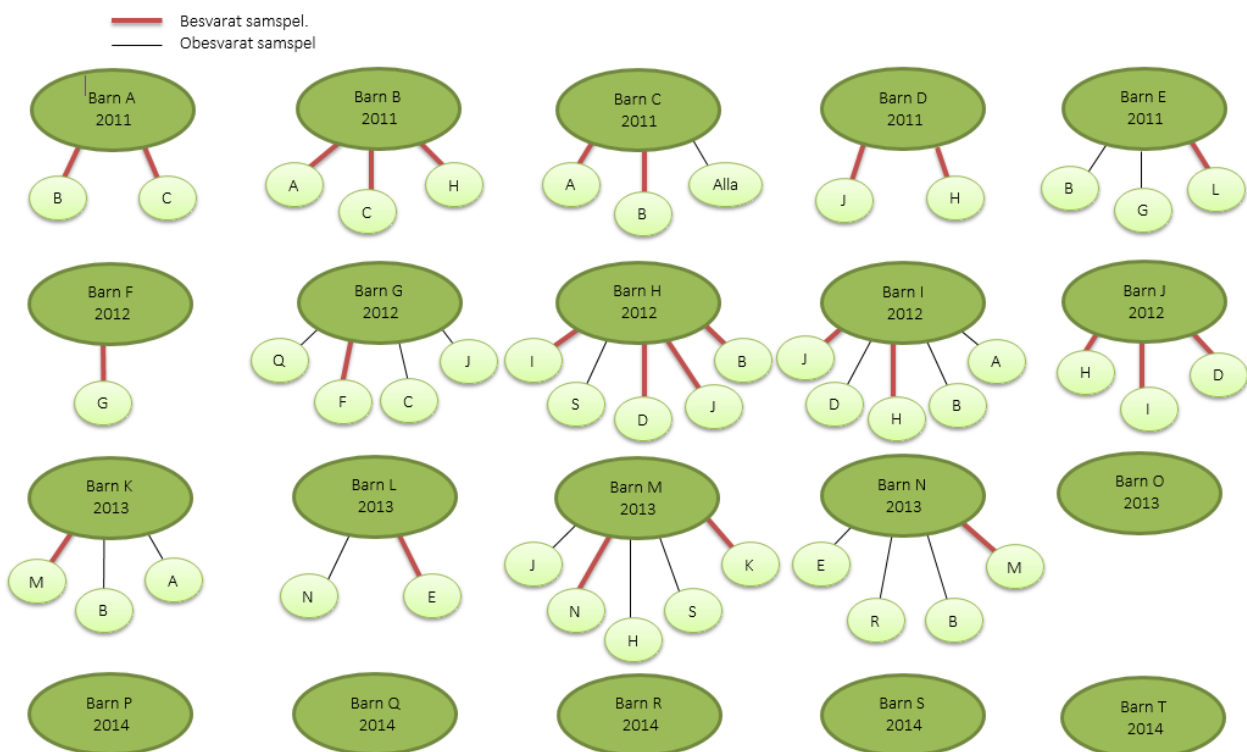 Besvarat samspel.
Obesvarat samspel
Barn A
2011
B
C
Barn B
2011
A
C
H
Barn C
2011
A
B
Alla
Barn D
2011
J
H
Barn E
2011
B
G
L
Barn F
2012
G
Barn G
2012
Q
F
C
J
Barn H
2012
I
S
D
J
B
Barn I
2012
J
D
H
B
A
Barn J
2012
H
I
D
Barn K
2013
M
B
A
Barn L
2013
N
E
Barn M
2013
J
N
H
S
K
Barn N
2013
E
R
B
M
Barn O
2013
Barn P
2014
Barn Q
2014
Barn R
2014
Barn S
2014
Barn T
2014